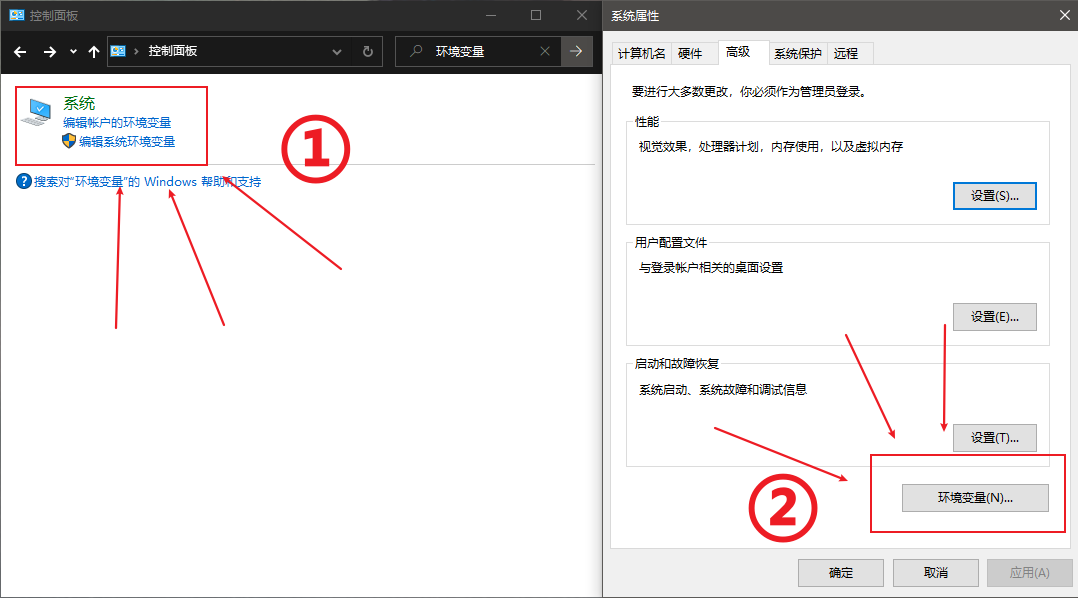 控制面板
控制面板
环境变量
系统
编辑帐户的环境变量
编辑系统环境变量
搜索对"环境变量"的 Windows 帮助和支持
①
系统属性
计算机名 硬件 高级 系统保护 远程
要进行大多数更改，你必须作为管理员登录。
性能
视觉效果，处理器计划，内存使用，以及虚拟内存
设置(S)...
用户配置文件
与登录帐户相关的桌面设置
设置(E)...
启动和故障恢复
系统启动、系统故障和调试信息
设置(T)...
②
环境变量(N)...
确定 取消 应用(A)